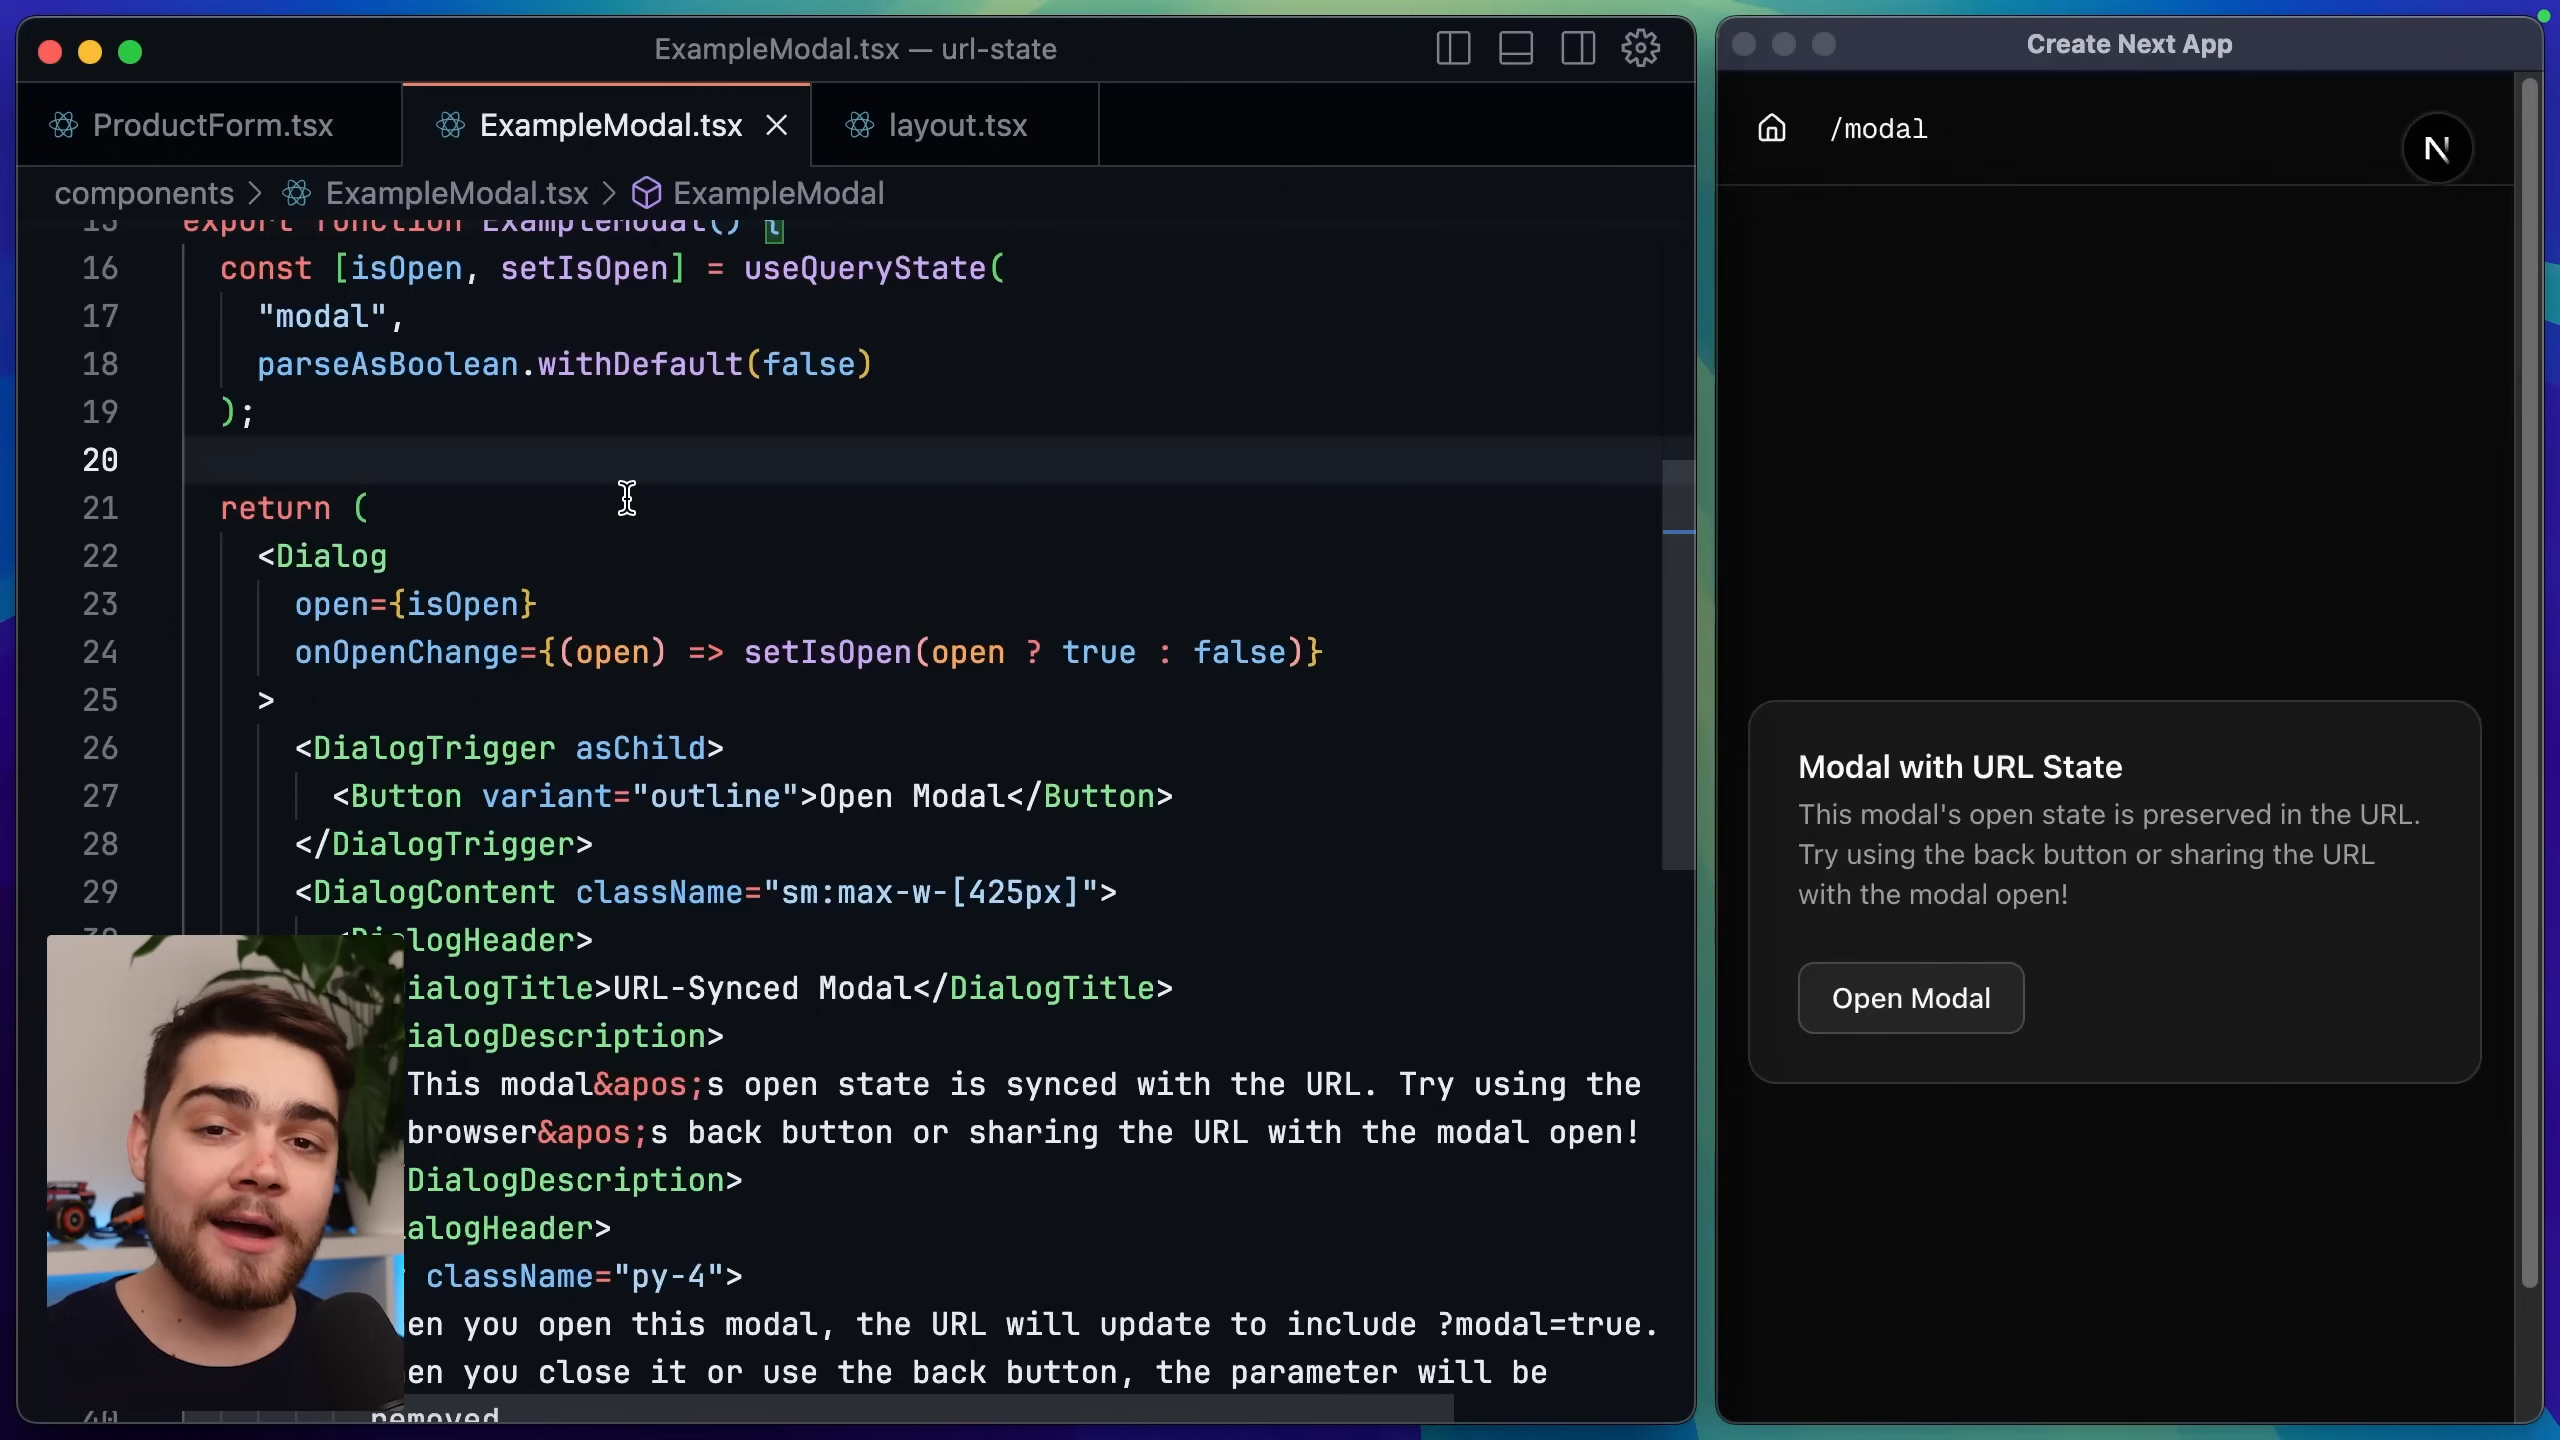 ExampleModal.tsx — url-state
ProductForm.tsx
ExampleModal.tsx
layout.tsx
components > ExampleModal.tsx > ExampleModal
15 export function ExampleModal() {
16 const [isOpen, setIsOpen] = useQueryState(
17 "modal",
18 parseAsBoolean.withDefault(false)
19 );
20
21 return (
22 <Dialog
23 open={isOpen}
24 onOpenChange={(open) => setIsOpen(open ? true : false)}
25 >
26 <DialogTrigger asChild>
27 <Button variant="outline">Open Modal</Button>
28 </DialogTrigger>
29 <DialogContent className="sm:max-w-[425px]">
30 <DialogHeader>
ialogTitle>URL-Synced Modal</DialogTitle>
ialogDescription>
This modal&apos;s open state is synced with the URL. Try using the
browser&apos;s back button or sharing the URL with the modal open!
DialogDescription>
alogHeader>
className="py-4">
en you open this modal, the URL will update to include ?modal=true.
en you close it or use the back button, the parameter will be
40 removed
Create Next App
/modal
N
Modal with URL State
This modal's open state is preserved in the URL.
Try using the back button or sharing the URL
with the modal open!
Open Modal